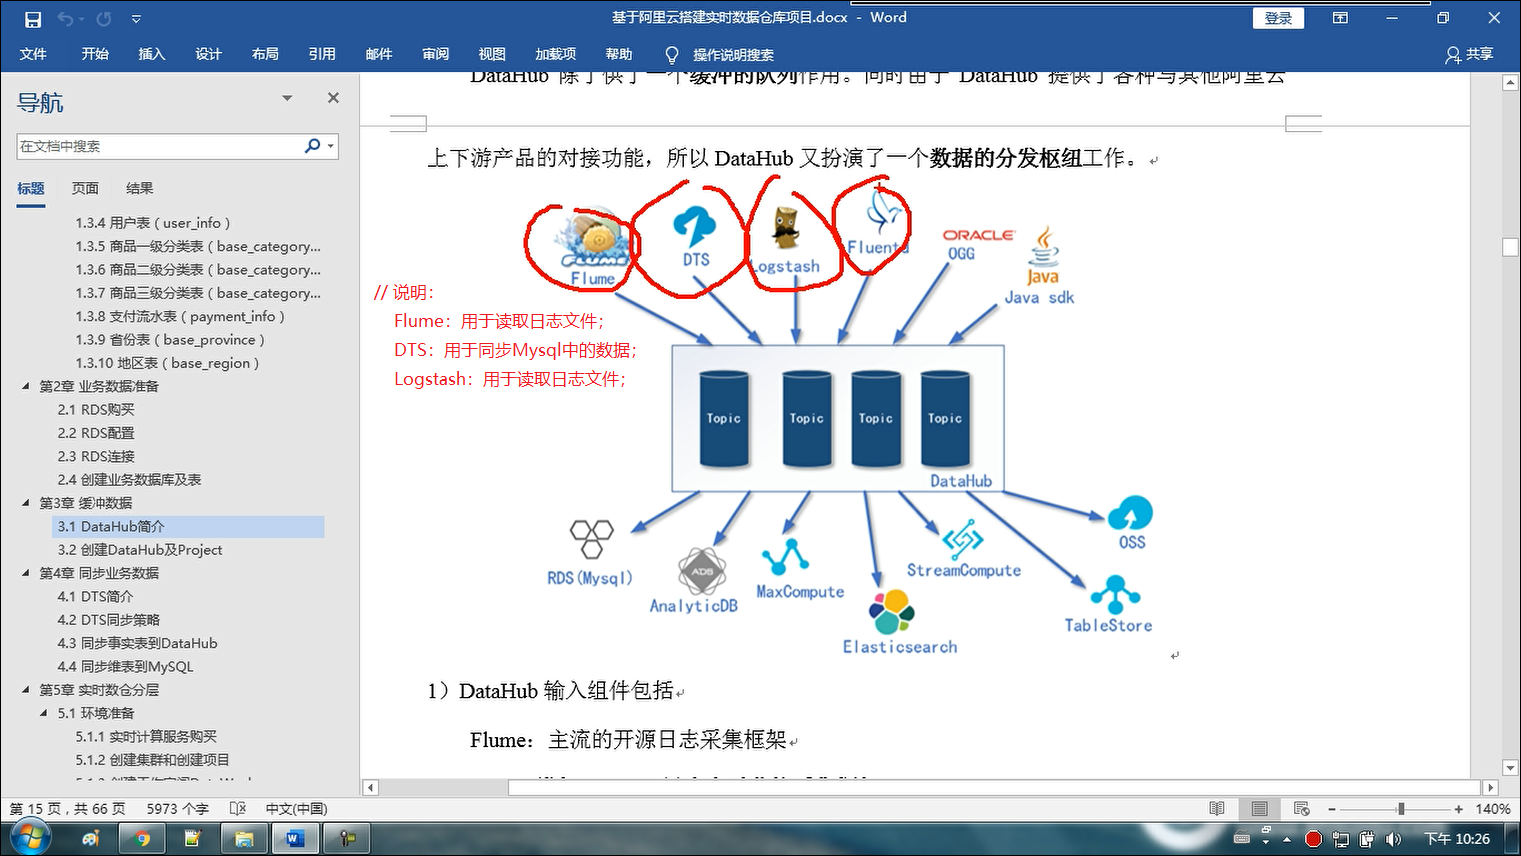 基于阿里云搭建实时数据仓库项目.docx - Word
登录
文件 开始 插入 设计 布局 引用 邮件 审阅 视图 加载项 帮助 操作说明搜索 共享
导航
在文档中搜索
标题 页面 结果
1.3.4 用户表（user_info）
1.3.5 商品一级分类表（base_category...
1.3.6 商品二级分类表（base_category...
1.3.7 商品三级分类表（base_category...
1.3.8 支付流水表（payment_info）
1.3.9 省份表（base_province）
1.3.10 地区表（base_region）
第2章 业务数据准备
2.1 RDS购买
2.2 RDS配置
2.3 RDS连接
2.4 创建业务数据库及表
第3章 缓冲数据
3.1 DataHub简介
3.2 创建DataHub及Project
第4章 同步业务数据
4.1 DTS简介
4.2 DTS同步策略
4.3 同步事实表到DataHub
4.4 同步维表到MySQL
第5章 实时数仓分层
5.1 环境准备
5.1.1 实时计算服务购买
5.1.2 创建集群和创建项目
DataHub 除了供了一个缓冲的队列作用。同时由于 DataHub 提供了各种与其他阿里云
上下游产品的对接功能，所以 DataHub 又扮演了一个数据的分发枢纽工作。
Flume
DTS
Logstash
Fluentd
ORACLE
OGG
Java
Java sdk
// 说明：
Flume：用于读取日志文件；
DTS：用于同步Mysql中的数据；
Logstash：用于读取日志文件；
Topic Topic Topic Topic
DataHub
RDS(Mysql)
ADS
AnalyticDB
MaxCompute
Elasticsearch
StreamCompute
TableStore
OSS
1）DataHub 输入组件包括
Flume：主流的开源日志采集框架
第 15 页，共 66 页 5973 个字 中文(中国)
140%
下午 10:26